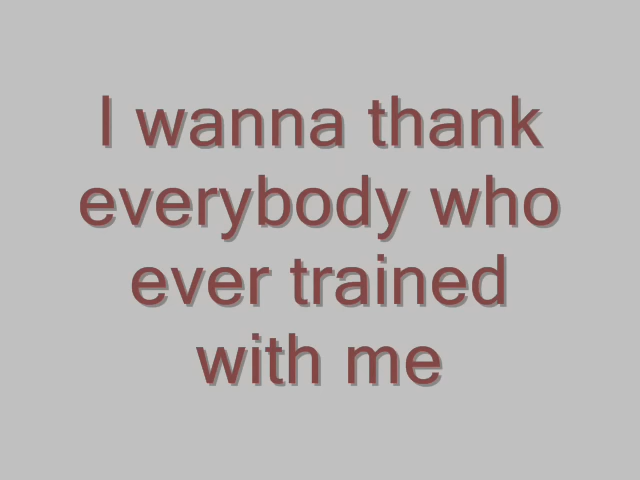 I wanna thank
everybody who
ever trained
with me